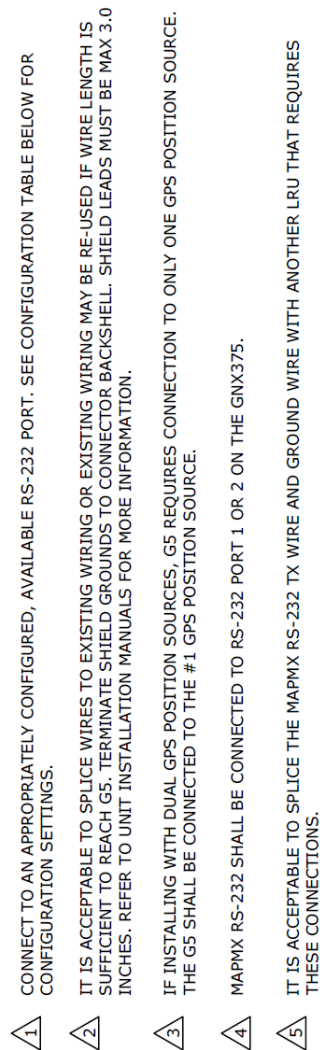 1 CONNECT TO AN APPROPRIATELY CONFIGURED, AVAILABLE RS-232 PORT. SEE CONFIGURATION TABLE BELOW FOR
CONFIGURATION SETTINGS.
2 IT IS ACCEPTABLE TO SPLICE WIRES TO EXISTING WIRING OR EXISTING WIRING MAY BE RE-USED IF WIRE LENGTH IS
SUFFICIENT TO REACH G5. TERMINATE SHIELD GROUNDS TO CONNECTOR BACKSHELL. SHIELD LEADS MUST BE MAX 3.0
INCHES. REFER TO UNIT INSTALLATION MANUALS FOR MORE INFORMATION.
3 IF INSTALLING WITH DUAL GPS POSITION SOURCES, G5 REQUIRES CONNECTION TO ONLY ONE GPS POSITION SOURCE.
THE G5 SHALL BE CONNECTED TO THE #1 GPS POSITION SOURCE.
4 MAPMX RS-232 SHALL BE CONNECTED TO RS-232 PORT 1 OR 2 ON THE GNX375.
5 IT IS ACCEPTABLE TO SPLICE THE MAPMX RS-232 TX WIRE AND GROUND WIRE WITH ANOTHER LRU THAT REQUIRES
THESE CONNECTIONS.